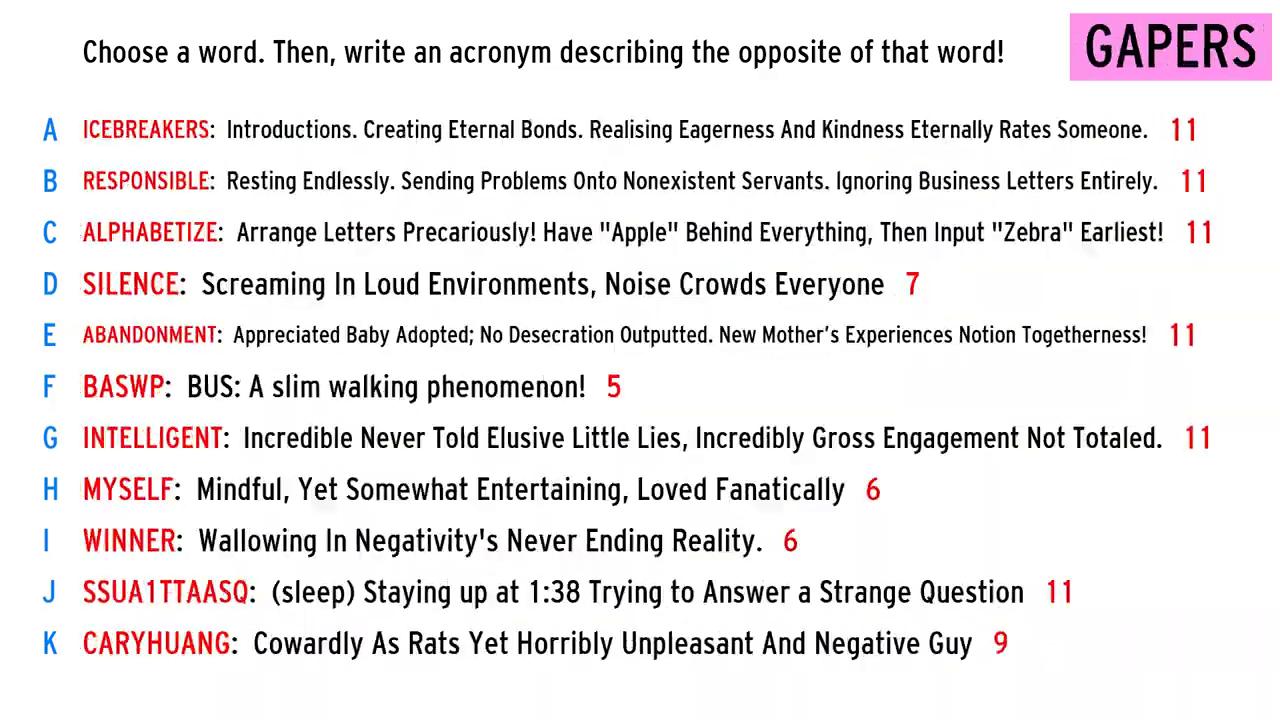 Choose a word. Then, write an acronym describing the opposite of that word!
GAPERS
A ICEBREAKERS: Introductions. Creating Eternal Bonds. Realising Eagerness And Kindness Eternally Rates Someone. 11
B RESPONSIBLE: Resting Endlessly. Sending Problems Onto Nonexistent Servants. Ignoring Business Letters Entirely. 11
C ALPHABETIZE: Arrange Letters Precariously! Have "Apple" Behind Everything, Then Input "Zebra" Earliest! 11
D SILENCE: Screaming In Loud Environments, Noise Crowds Everyone 7
E ABANDONMENT: Appreciated Baby Adopted; No Desecration Outputted. New Mother's Experiences Notion Togetherness! 11
F BASWP: BUS: A slim walking phenomenon! 5
G INTELLIGENT: Incredible Never Told Elusive Little Lies, Incredibly Gross Engagement Not Totaled. 11
H MYSELF: Mindful, Yet Somewhat Entertaining, Loved Fanatically 6
I WINNER: Wallowing In Negativity's Never Ending Reality. 6
J SSUA1TTAASQ: (sleep) Staying up at 1:38 Trying to Answer a Strange Question 11
K CARYHUANG: Cowardly As Rats Yet Horribly Unpleasant And Negative Guy 9